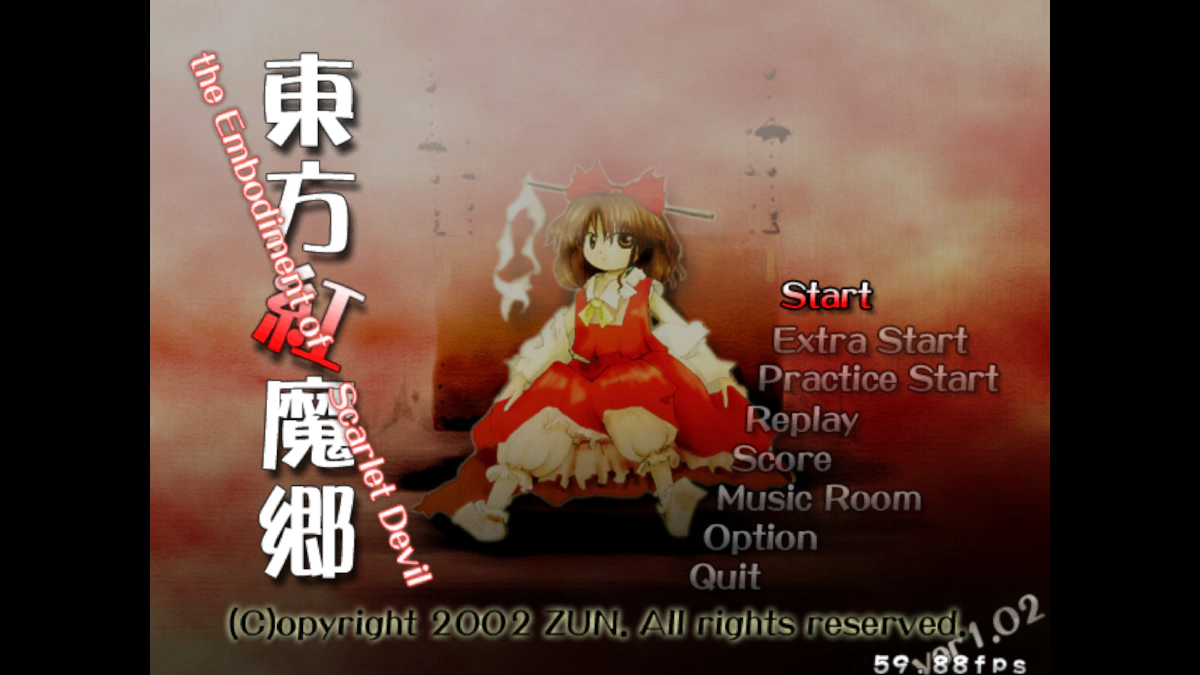 東方紅魔郷
the Embodiment of Scarlet Devil
Start
Extra Start
Practice Start
Replay
Score
Music Room
Option
Quit
(C)opyright 2002 ZUN. All rights reserved.
ver1.02
59.88fps